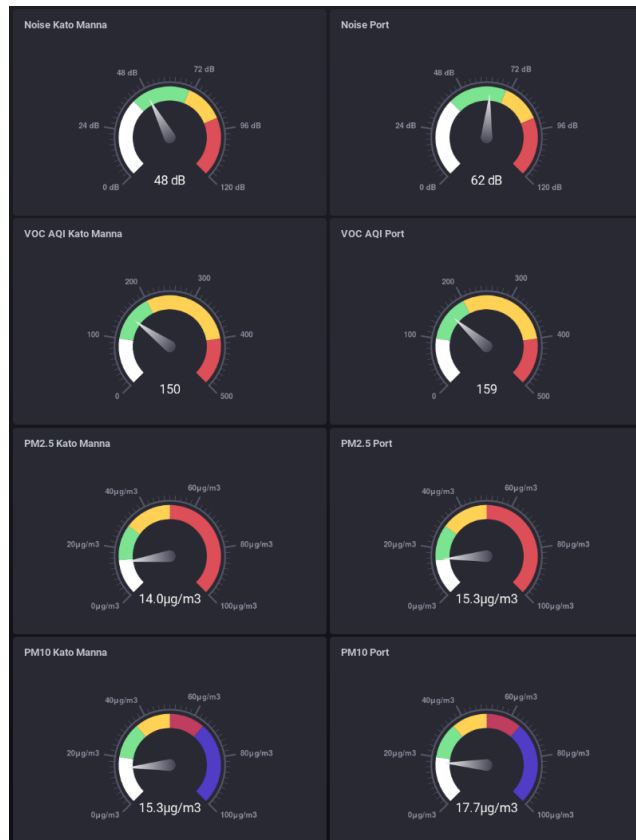 Noise Kato Manna
48 dB
72 dB
24 dB
96 dB
0 dB
48 dB
120 dB
Noise Port
48 dB
72 dB
24 dB
96 dB
0 dB
62 dB
120 dB
VOC AQI Kato Manna
200
300
100
400
0
150
500
VOC AQI Port
200
300
100
400
0
159
500
PM2.5 Kato Manna
40µg/m3
60µg/m3
20µg/m3
80µg/m3
0µg/m3
14.0µg/m3
100µg/m3
PM2.5 Port
40µg/m3
60µg/m3
20µg/m3
80µg/m3
0µg/m3
15.3µg/m3
100µg/m3
PM10 Kato Manna
40µg/m3
60µg/m3
20µg/m3
80µg/m3
0µg/m3
15.3µg/m3
100µg/m3
PM10 Port
40µg/m3
60µg/m3
20µg/m3
80µg/m3
0µg/m3
17.7µg/m3
100µg/m3